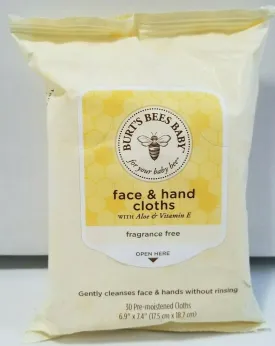 BURT'S BEES BABY
for your baby bee
face & hand
cloths
WITH Aloe & Vitamin E
fragrance free
OPEN HERE
Gently cleanses face & hands without rinsing
30 Pre-moistened Cloths
6.9" x 7.4" (17.5 cm x 18.7 cm)